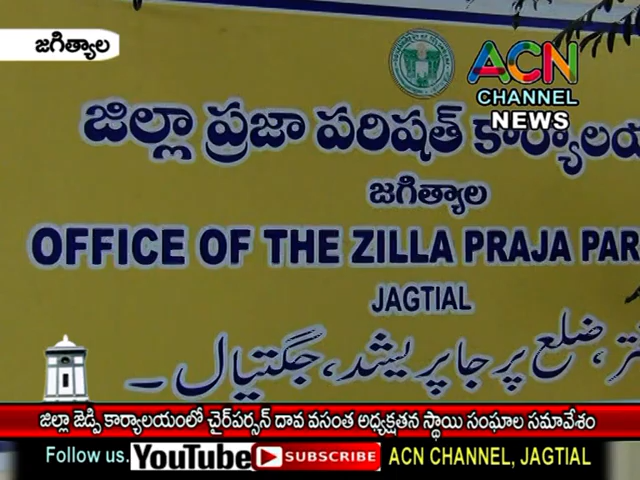 జగిత్యాల
ACN
CHANNEL
NEWS
జిల్లా ప్రజా పరిషత్ కార్యాలయ
జగిత్యాల
OFFICE OF THE ZILLA PRAJA PAR
JAGTIAL
ضلع پرجا پریشد، جگتیال ـ
జిల్లా జెడ్పి కార్యాలయంలో చైర్‌పర్సన్ దావ వసంత అధ్యక్షతన స్థాయి సంఘాల సమావేశం
Follow us. YouTube SUBSCRIBE ACN CHANNEL, JAGTIAL